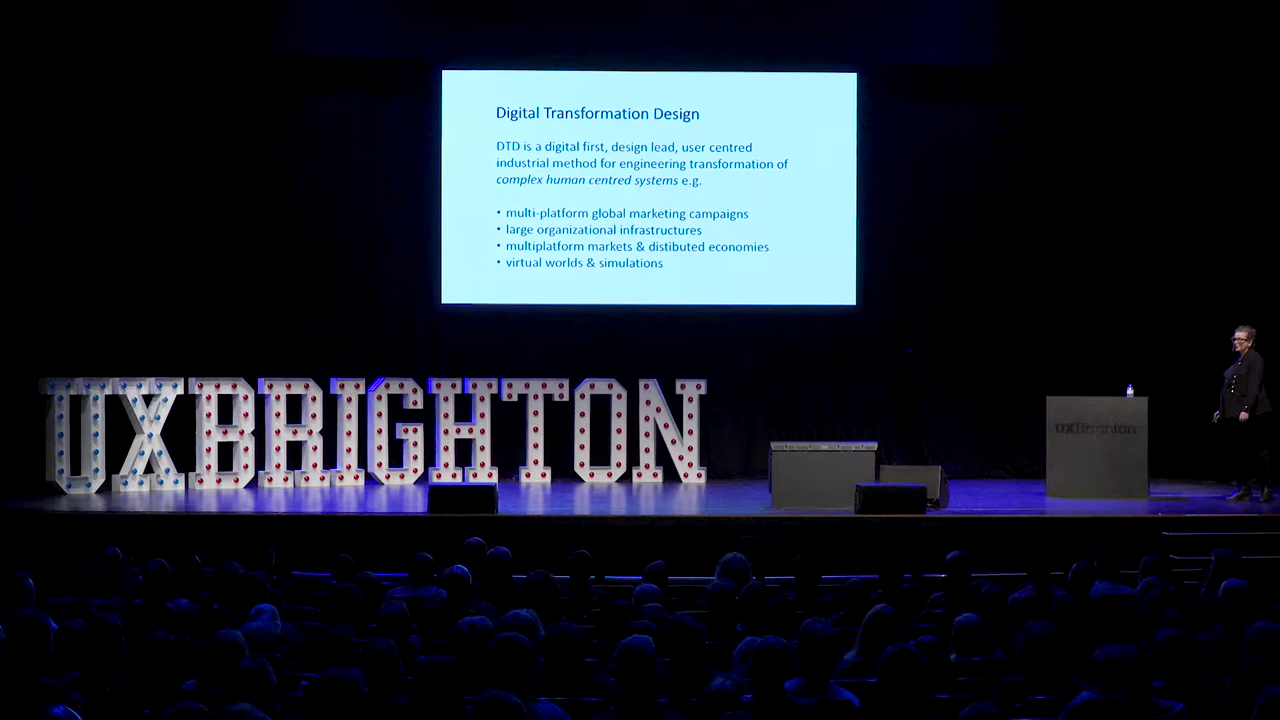 Digital Transformation Design
DTD is a digital first, design lead, user centred
industrial method for engineering transformation of
complex human centred systems e.g.
• multi-platform global marketing campaigns
• large organizational infrastructures
• multiplatform markets & distibuted economies
• virtual worlds & simulations
UXBRIGHTON
UXBrighton